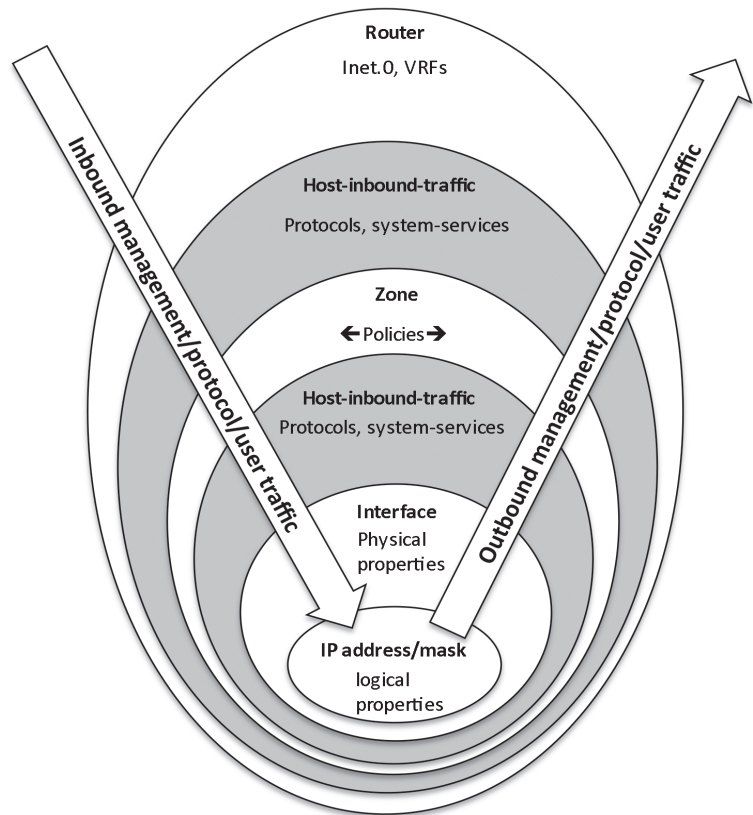 Router
Inet.0, VRFs
Host-inbound-traffic
Protocols, system-services
Zone
←Policies→
Host-inbound-traffic
Protocols, system-services
Interface
Physical
properties
IP address/mask
logical
properties
Inbound management/protocol/user traffic
Outbound management/protocol/user traffic